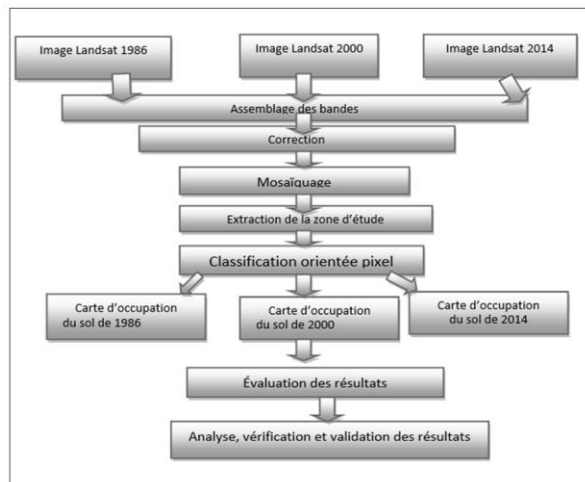 Image Landsat 1986
Image Landsat 2000
Image Landsat 2014
Assemblage des bandes
Correction
Mosaïquage
Extraction de la zone d'étude
Classification orientée pixel
Carte d'occupation
du sol de 1986
Carte d'occupation
du sol de 2000
Carte d'occupation
du sol de 2014
Évaluation des résultats
Analyse, vérification et validation des résultats